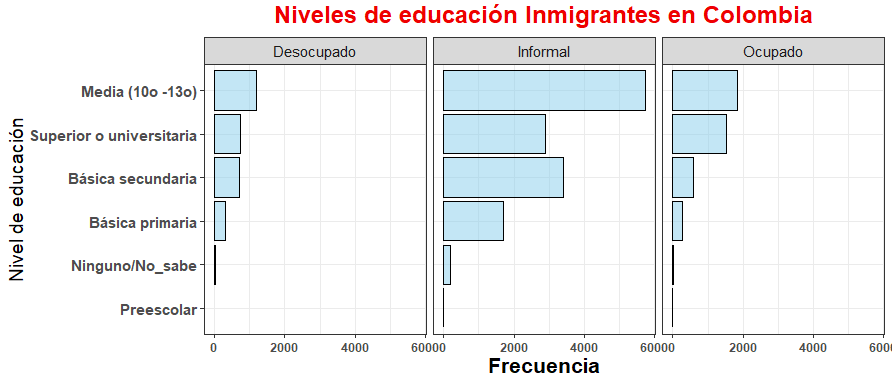 Niveles de educación Inmigrantes en Colombia
Desocupado Informal Ocupado
Nivel de educación
Media (10o -13o)
Superior o universitaria
Básica secundaria
Básica primaria
Ninguno/No_sabe
Preescolar
0 2000 4000 6000 0 2000 4000 6000 0 2000 4000 6000
Frecuencia